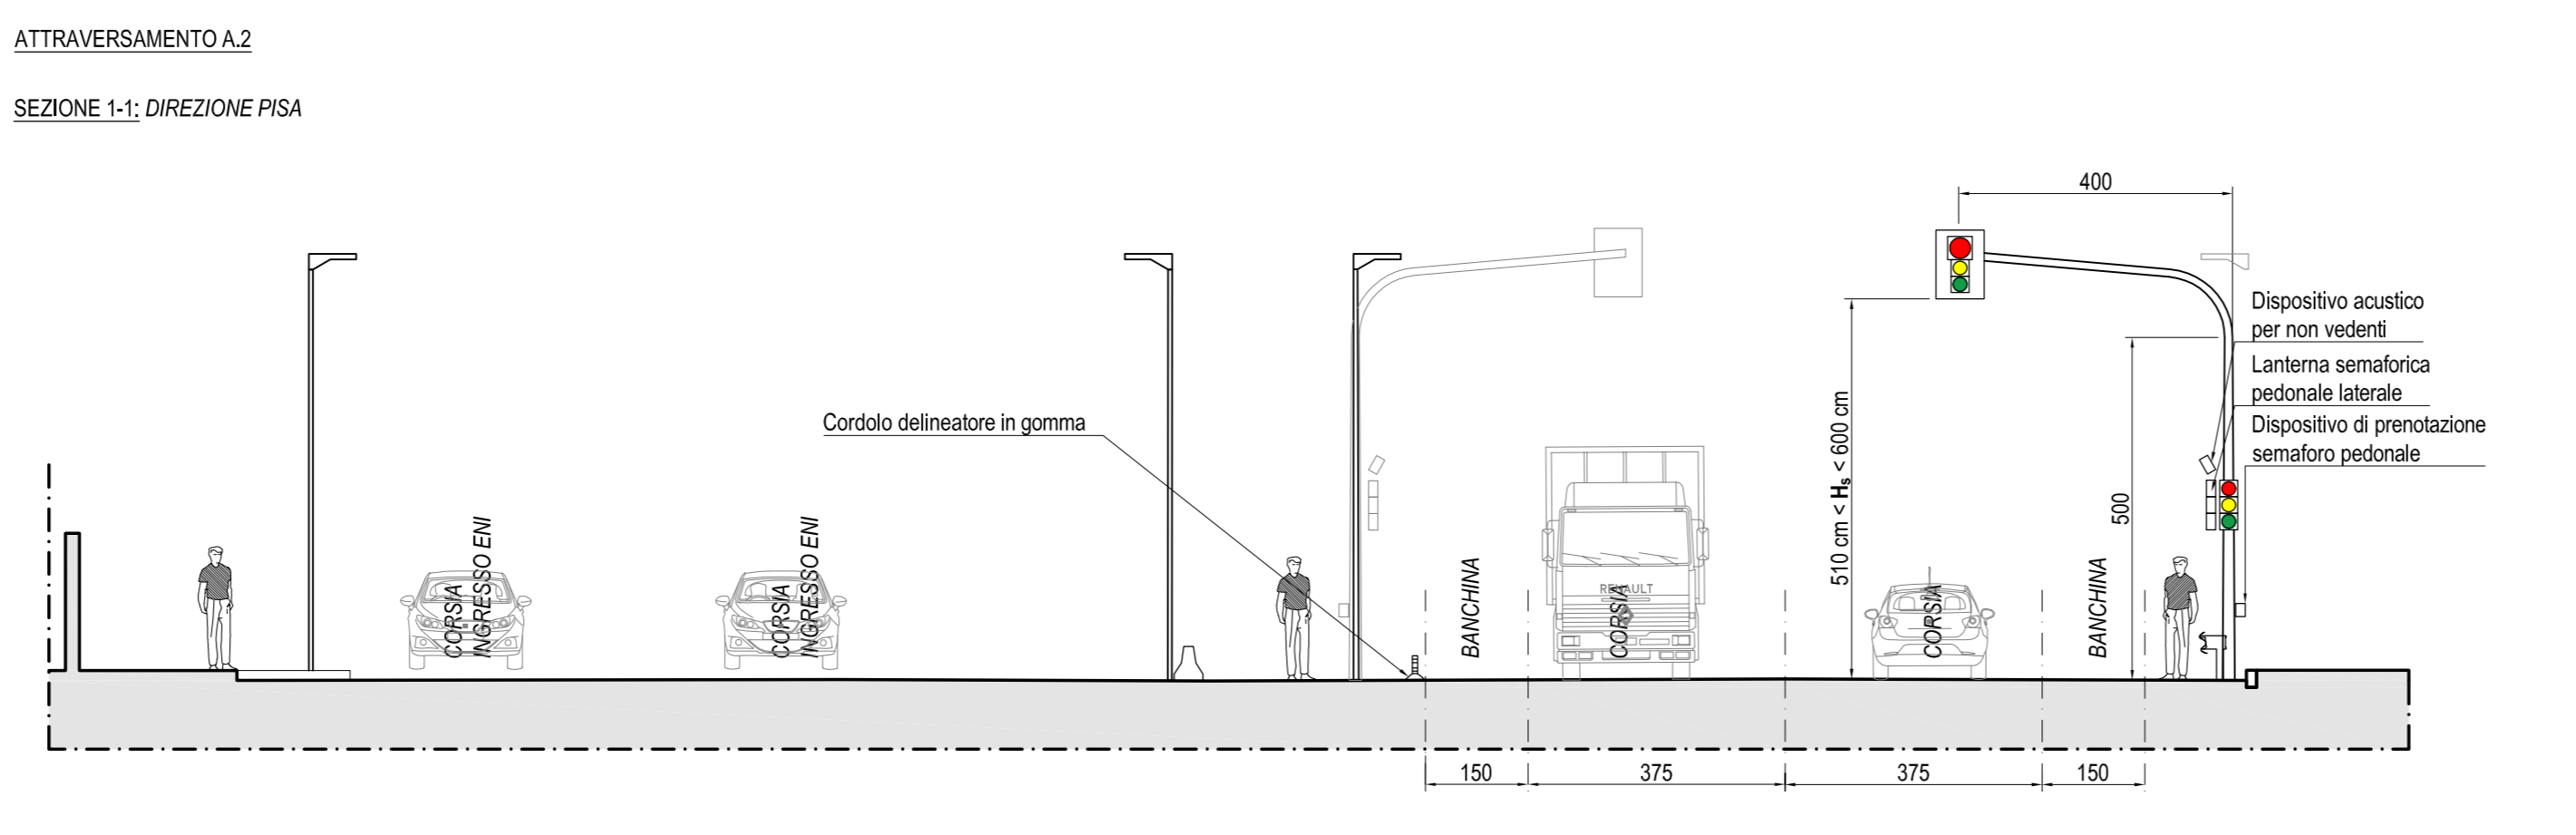 ATTRAVERSAMENTO A.2
SEZIONE 1-1: DIREZIONE PISA
400
Dispositivo acustico
per non vedenti
Lanterna semaforica
pedonale laterale
Dispositivo di prenotazione
semaforo pedonale
Cordolo delineatore in gomma
510 cm < Hs < 600 cm
500
CORSIA
INGRESSO ENI
CORSIA
INGRESSO ENI
BANCHINA
RENAULT
CORSIA
CORSIA
BANCHINA
150
375
375
150